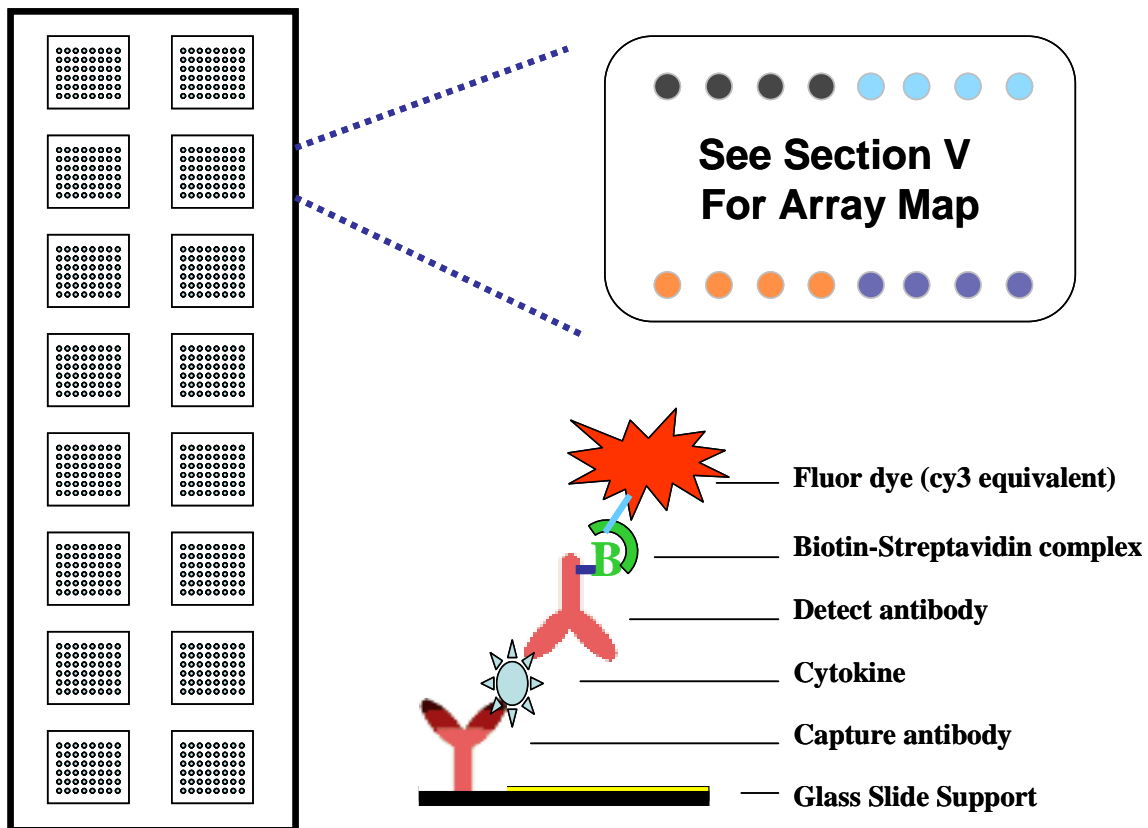 See Section V
For Array Map
Fluor dye (cy3 equivalent)
B
Biotin-Streptavidin complex
Detect antibody
Cytokine
Capture antibody
Glass Slide Support